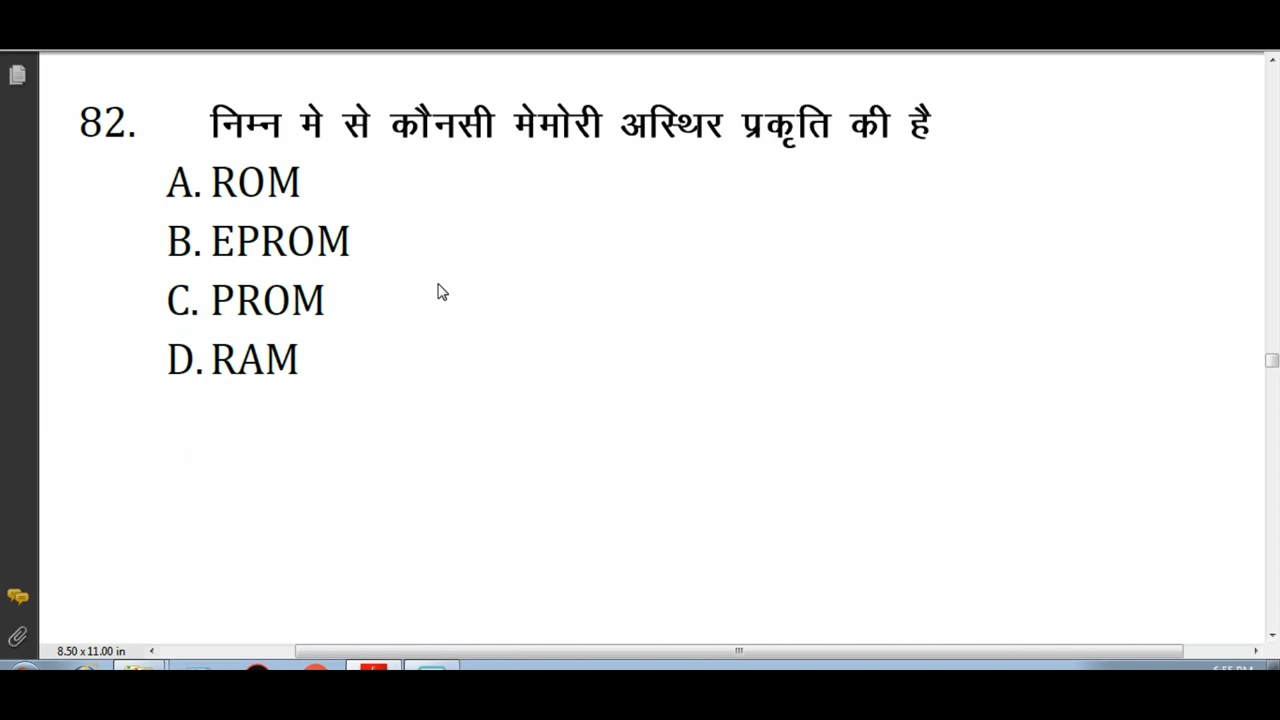 82. निम्न मे से कौनसी मेमोरी अस्थिर प्रकृति की है
A. ROM
B. EPROM
C. PROM
D. RAM
8.50 x 11.00 in